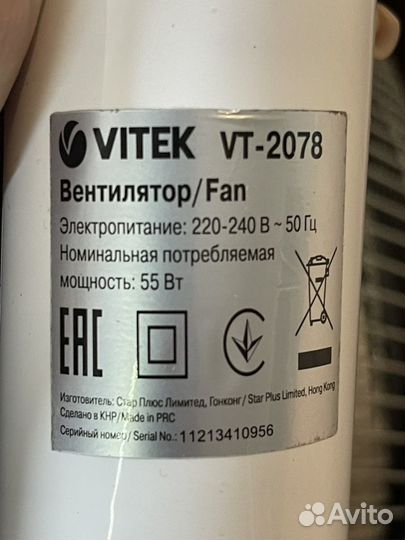 VITEK VT-2078
Вентилятор/Fan
Электропитание: 220-240 В ~ 50 Гц
Номинальная потребляемая
мощность: 55 Вт
EAC
Изготовитель: Стар Плюс Лимитед, Гонконг/ Star Plus Limited, Hong Kong
Сделано в КНР/Made in PRC
Серийный номер/ Serial No.: 11213410956
Avito